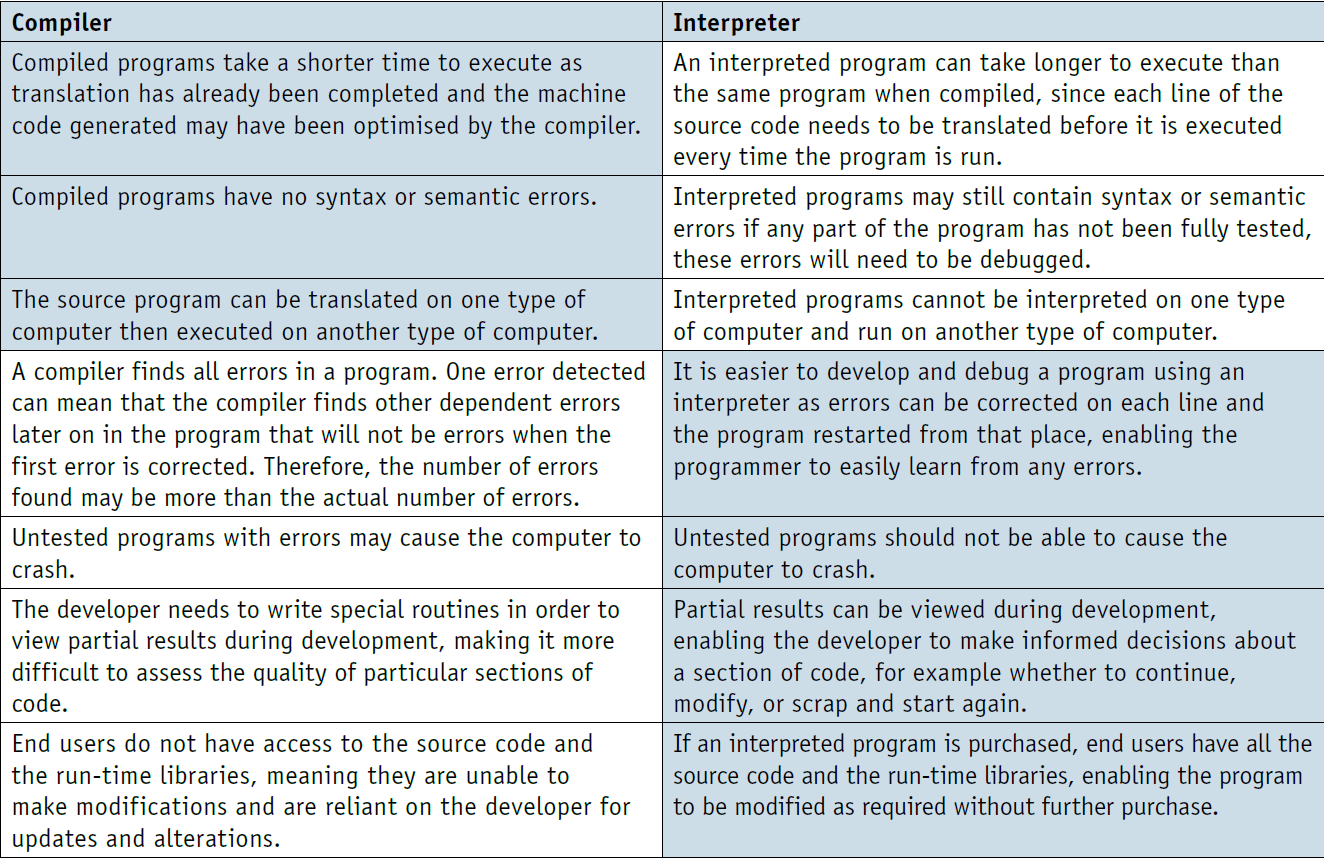 Compiler
Interpreter
Compiled programs take a shorter time to execute as
translation has already been completed and the machine
code generated may have been optimised by the compiler.
An interpreted program can take longer to execute than
the same program when compiled, since each line of the
source code needs to be translated before it is executed
every time the program is run.
Compiled programs have no syntax or semantic errors.
Interpreted programs may still contain syntax or semantic
errors if any part of the program has not been fully tested,
these errors will need to be debugged.
The source program can be translated on one type of
computer then executed on another type of computer.
Interpreted programs cannot be interpreted on one type
of computer and run on another type of computer.
A compiler finds all errors in a program. One error detected
can mean that the compiler finds other dependent errors
later on in the program that will not be errors when the
first error is corrected. Therefore, the number of errors
found may be more than the actual number of errors.
It is easier to develop and debug a program using an
interpreter as errors can be corrected on each line and
the program restarted from that place, enabling the
programmer to easily learn from any errors.
Untested programs with errors may cause the computer to
crash.
Untested programs should not be able to cause the
computer to crash.
The developer needs to write special routines in order to
view partial results during development, making it more
difficult to assess the quality of particular sections of
code.
Partial results can be viewed during development,
enabling the developer to make informed decisions about
a section of code, for example whether to continue,
modify, or scrap and start again.
End users do not have access to the source code and
the run-time libraries, meaning they are unable to
make modifications and are reliant on the developer for
updates and alterations.
If an interpreted program is purchased, end users have all the
source code and the run-time libraries, enabling the program
to be modified as required without further purchase.